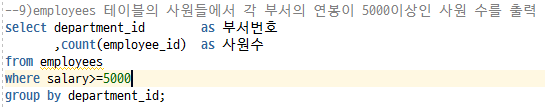 --9)employees 테이블의 사원들에서 각 부서의 연봉이 5000이상인 사원 수를 출력
select department_id as 부서번호
,count(employee_id) as 사원수
from employees
where salary>=5000
group by department_id;